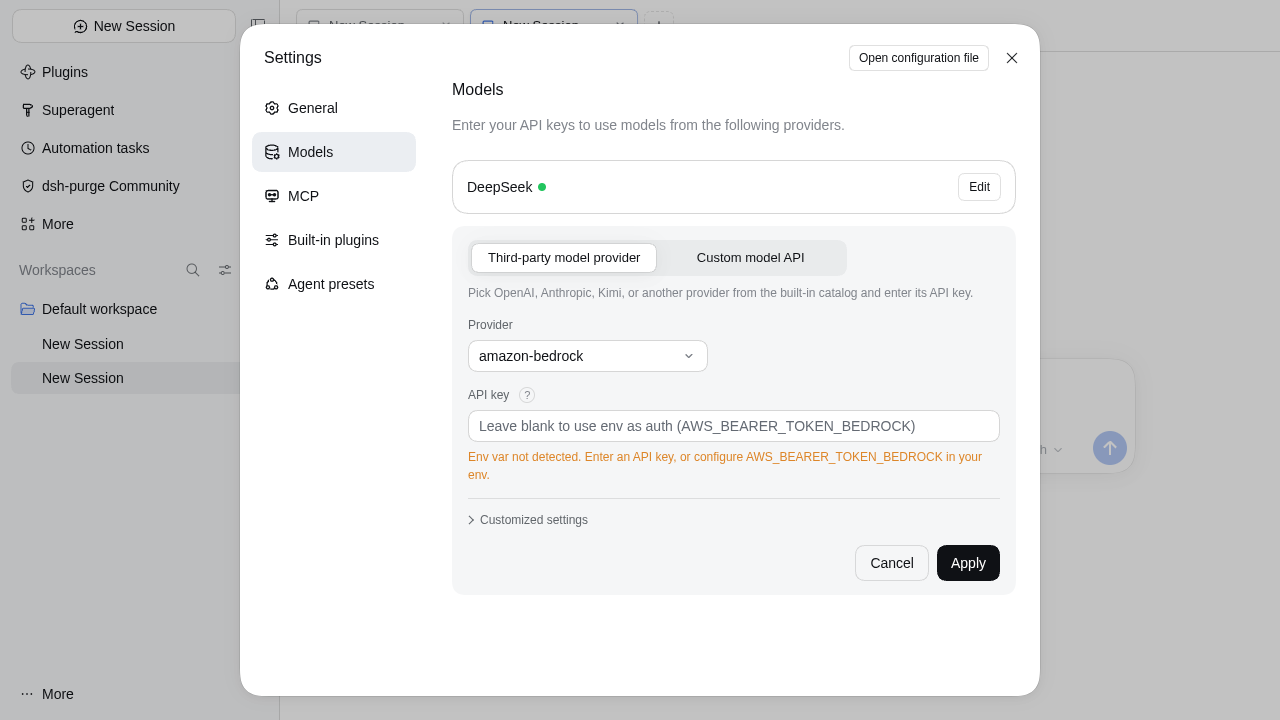 New Session
Plugins
Superagent
Automation tasks
dsh-purge Community
More
Workspaces
Default workspace
New Session
New Session
More
Settings
Open configuration file
General
Models
MCP
Built-in plugins
Agent presets
Models
Enter your API keys to use models from the following providers.
DeepSeek
Edit
Third-party model provider
Custom model API
Pick OpenAI, Anthropic, Kimi, or another provider from the built-in catalog and enter its API key.
Provider
amazon-bedrock
API key ?
Leave blank to use env as auth (AWS_BEARER_TOKEN_BEDROCK)
Env var not detected. Enter an API key, or configure AWS_BEARER_TOKEN_BEDROCK in your
env.
Customized settings
Cancel
Apply